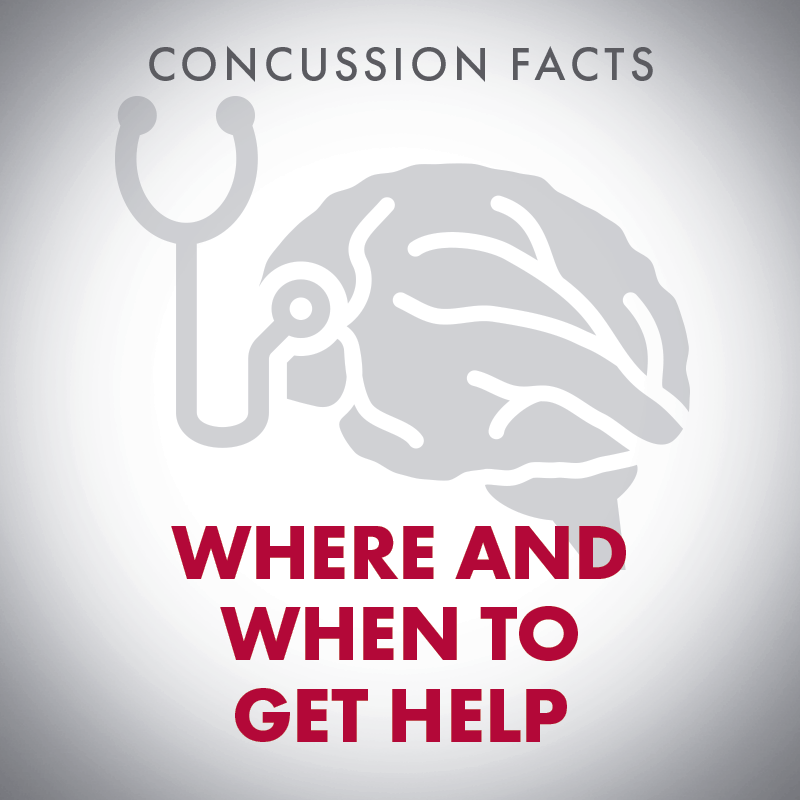 CONCUSSION FACTS
WHERE AND
WHEN TO
GET HELP